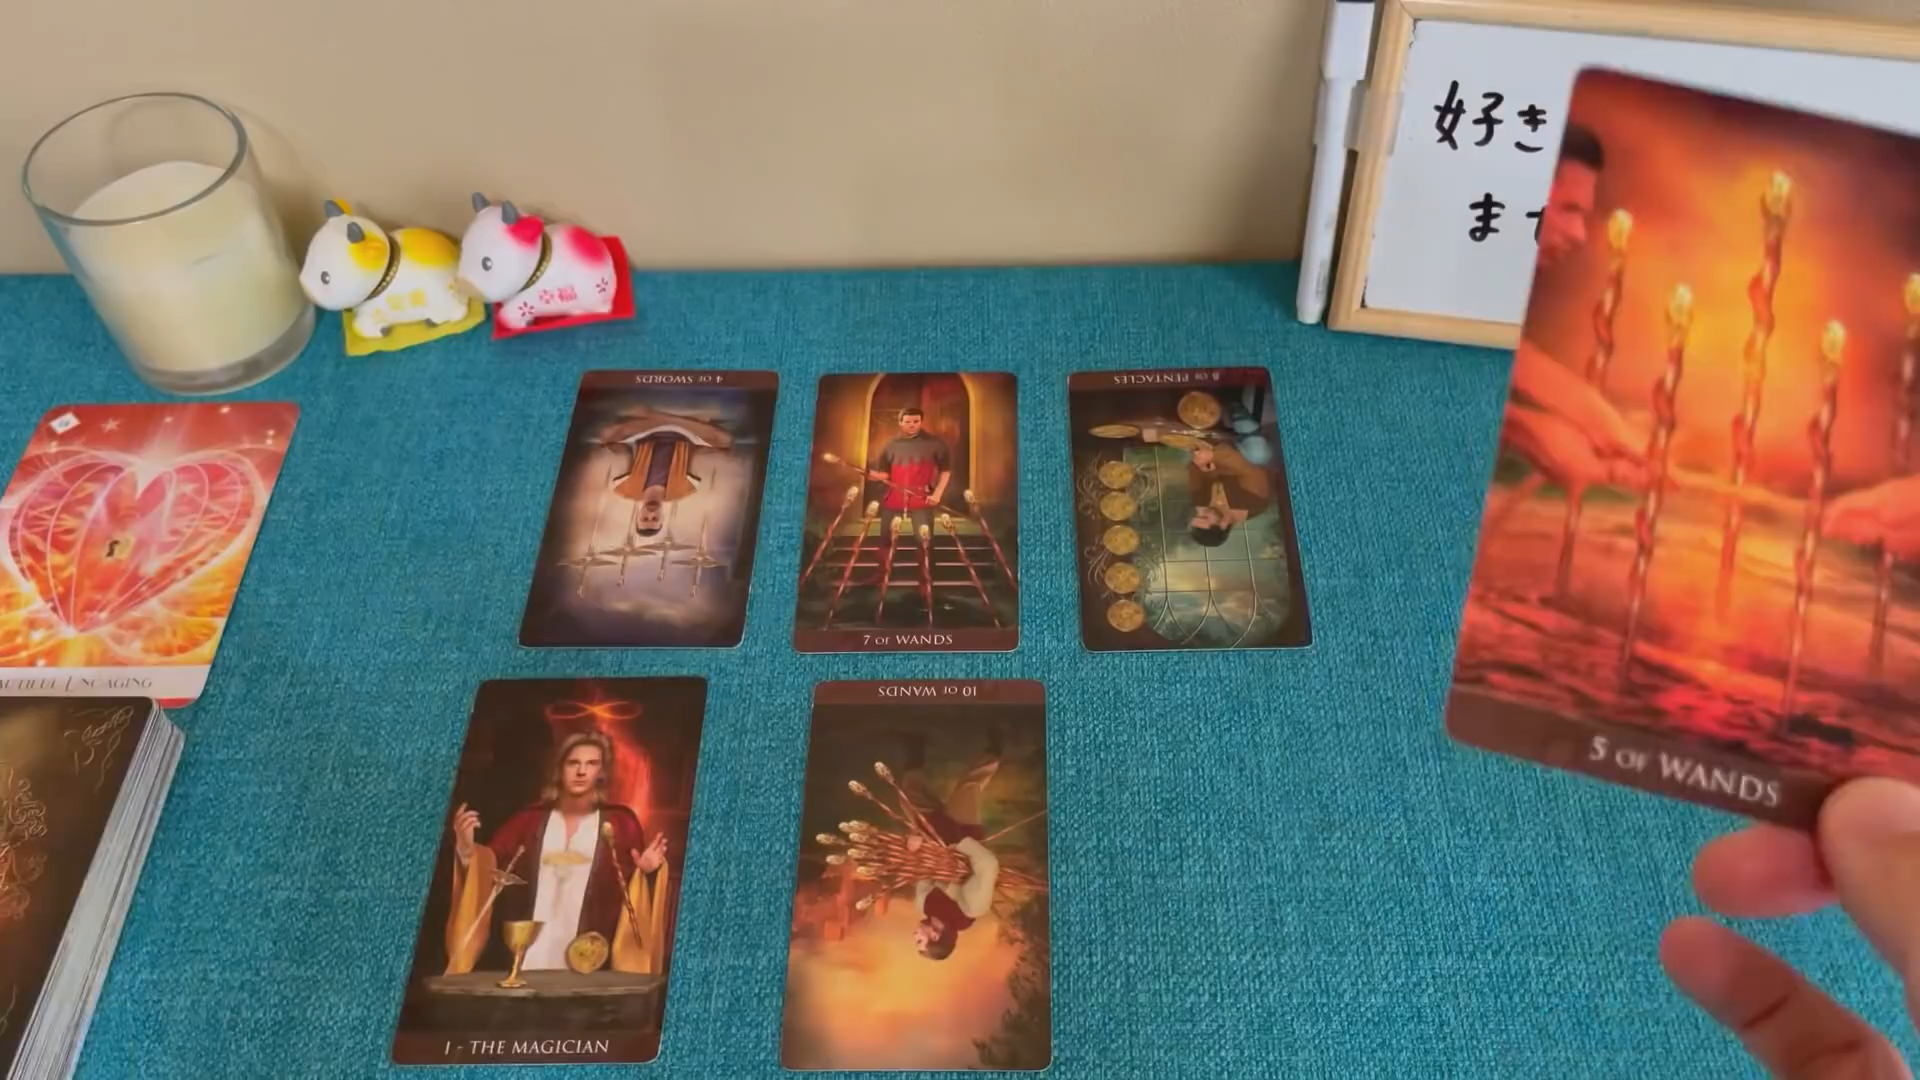 好き
ま
4 OF SWORDS
7 OF WANDS
8 OF PENTACLES
5 OF WANDS
I - THE MAGICIAN
10 OF WANDS
福